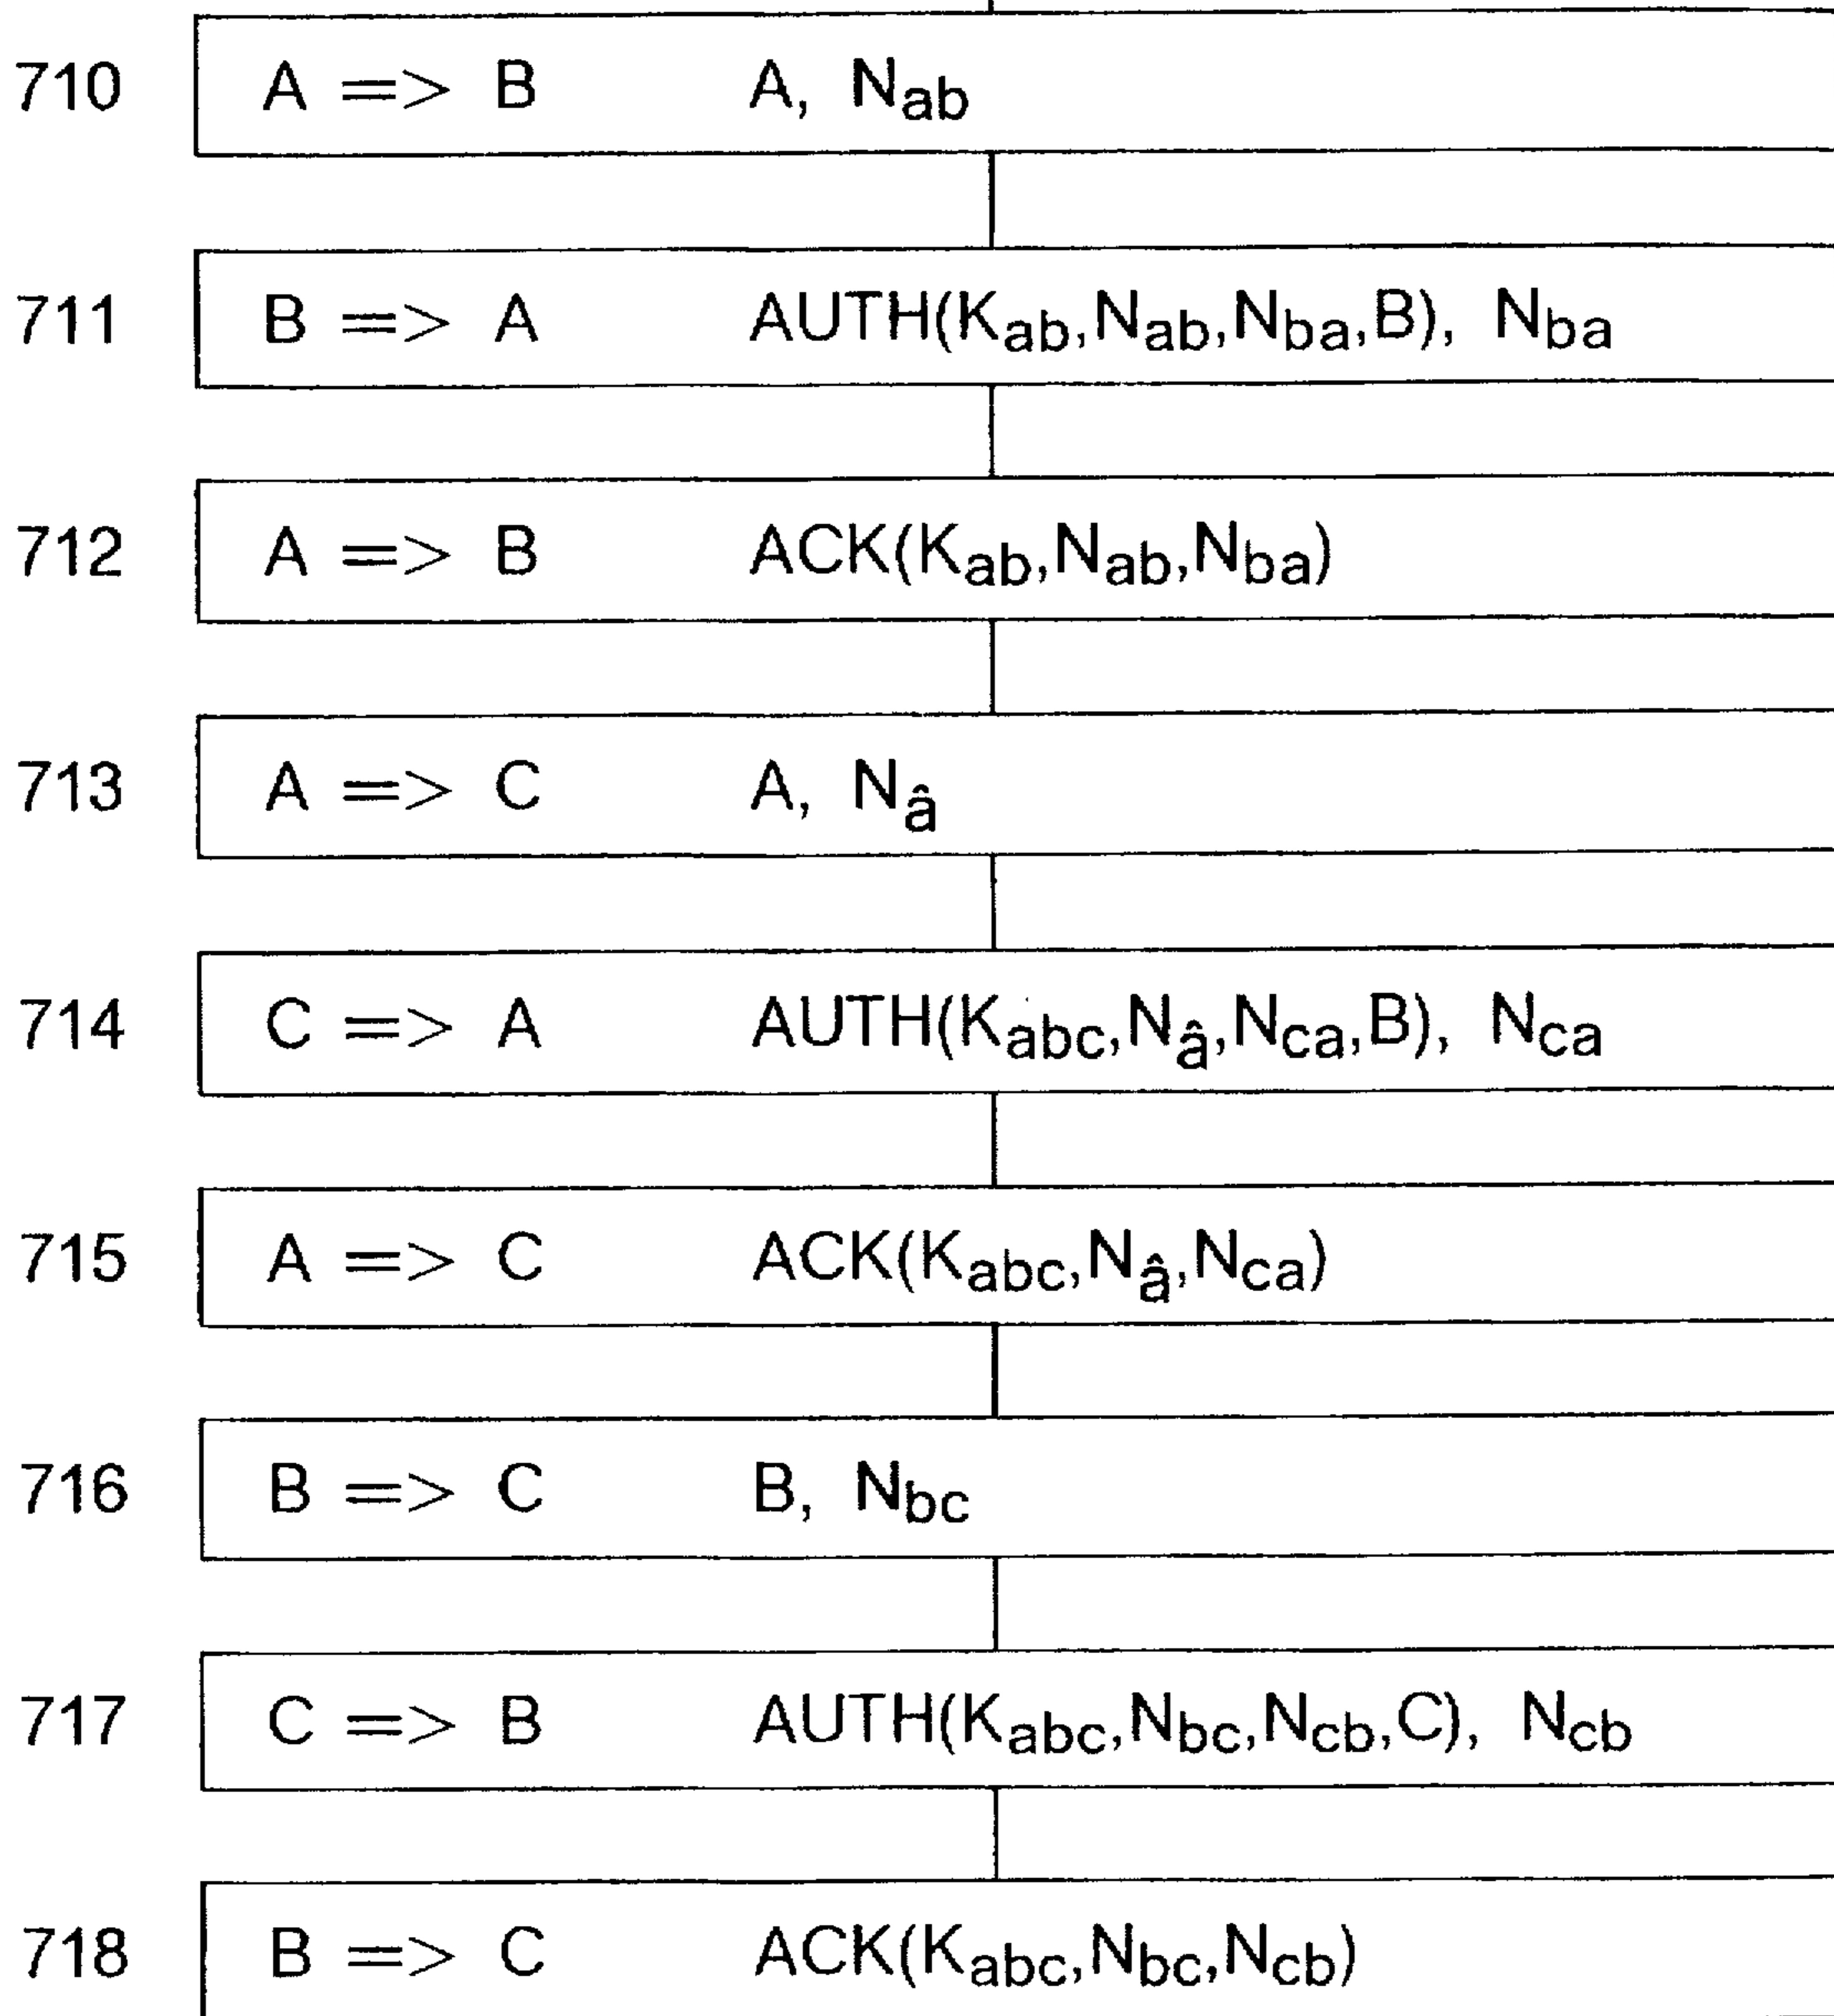 710 A => B A, Nab
711 B => A AUTH(Kab,Nab,Nba,B), Nba
712 A => B ACK(Kab,Nab,Nba)
713 A => C A, Nâ
714 C => A AUTH(Kabc,Nâ,Nca,B), Nca
715 A => C ACK(Kabc,Nâ,Nca)
716 B => C B, Nbc
717 C => B AUTH(Kabc,Nbc,Ncb,C), Ncb
718 B => C ACK(Kabc,Nbc,Ncb)